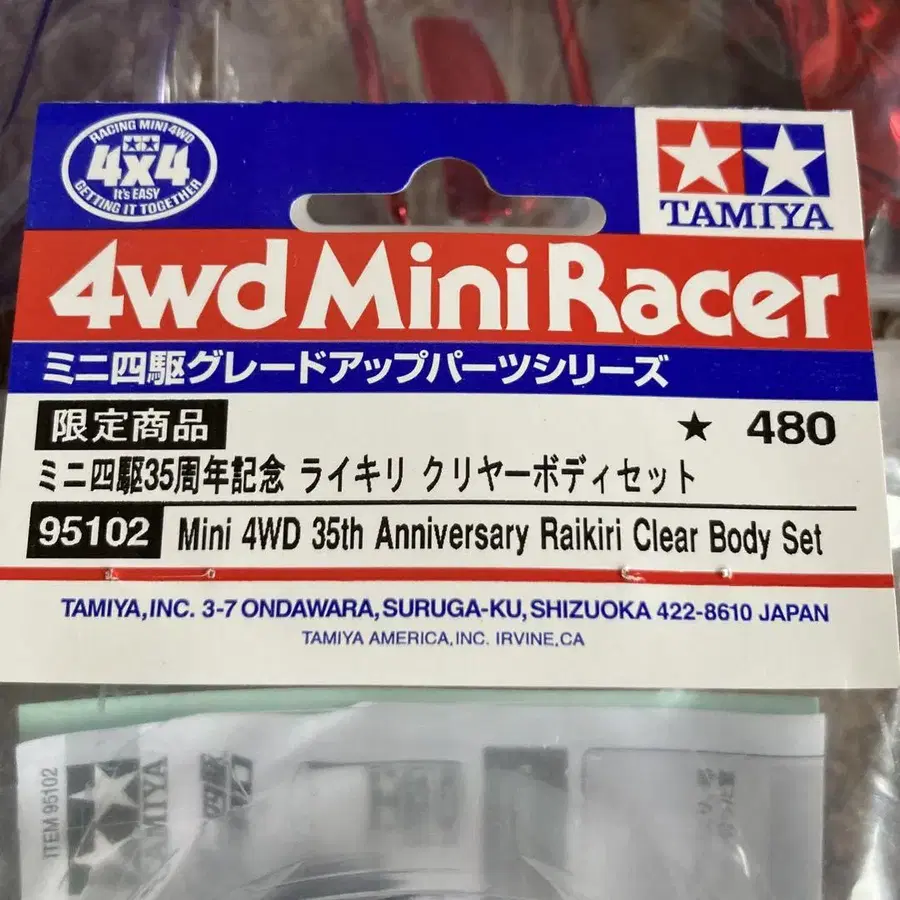 RACING MINI 4WD
4x4
It's EASY
GETTING IT TOGETHER
TAMIYA
4wd Mini Racer
ミニ四駆グレードアップパーツシリーズ
限定商品
★ 480
ミニ四駆35周年記念 ライキリ クリヤーボディセット
95102 Mini 4WD 35th Anniversary Raikiri Clear Body Set
TAMIYA,INC. 3-7 ONDAWARA, SURUGA-KU, SHIZUOKA 422-8610 JAPAN
TAMIYA AMERICA,INC. IRVINE,CA
ITEM 95102
TAMIYA